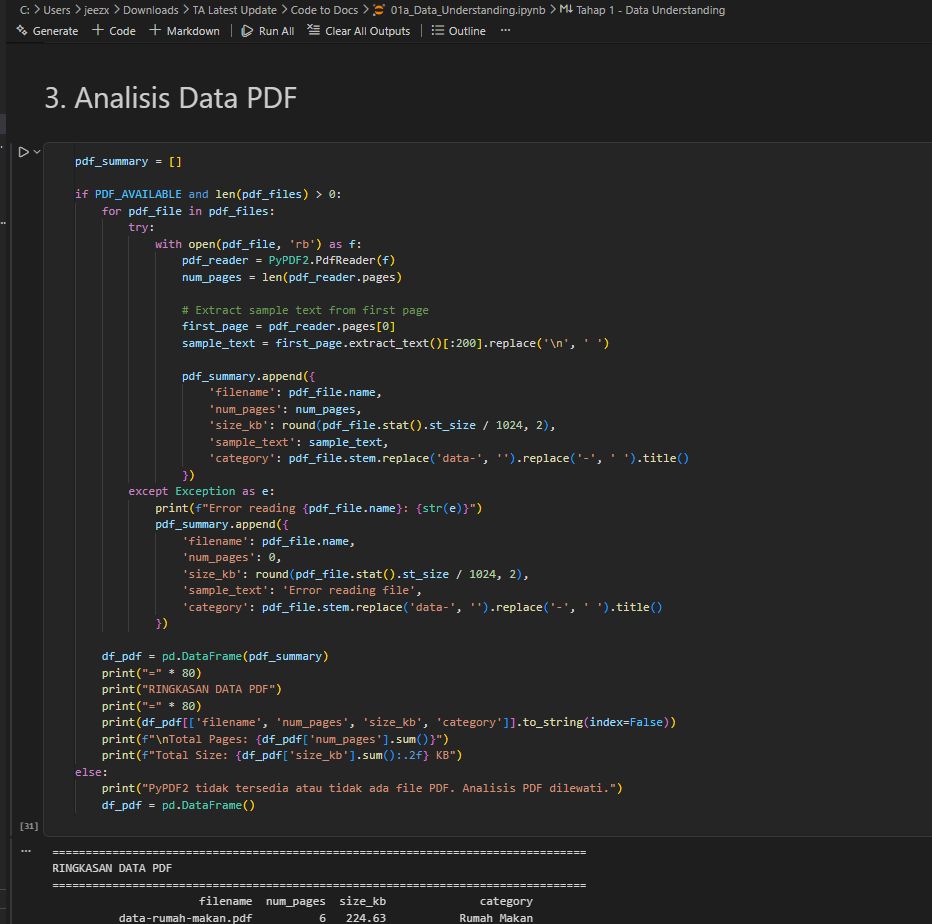 C: > Users > jeezx > Downloads > TA Latest Update > Code to Docs > 01a_Data_Understanding.ipynb > M↓ Tahap 1 - Data Understanding
Generate + Code + Markdown | Run All Clear All Outputs | Outline ...
3. Analisis Data PDF
pdf_summary = []
if PDF_AVAILABLE and len(pdf_files) > 0:
    for pdf_file in pdf_files:
        try:
            with open(pdf_file, 'rb') as f:
                pdf_reader = PyPDF2.PdfReader(f)
                num_pages = len(pdf_reader.pages)
                # Extract sample text from first page
                first_page = pdf_reader.pages[0]
                sample_text = first_page.extract_text()[:200].replace('\n', ' ')
                pdf_summary.append({
                    'filename': pdf_file.name,
                    'num_pages': num_pages,
                    'size_kb': round(pdf_file.stat().st_size / 1024, 2),
                    'sample_text': sample_text,
                    'category': pdf_file.stem.replace('data-', '').replace('-', ' ').title()
                })
        except Exception as e:
            print(f"Error reading {pdf_file.name}: {str(e)}")
            pdf_summary.append({
                'filename': pdf_file.name,
                'num_pages': 0,
                'size_kb': round(pdf_file.stat().st_size / 1024, 2),
                'sample_text': 'Error reading file',
                'category': pdf_file.stem.replace('data-', '').replace('-', ' ').title()
            })
    df_pdf = pd.DataFrame(pdf_summary)
    print("=" * 80)
    print("RINGKASAN DATA PDF")
    print("=" * 80)
    print(df_pdf[['filename', 'num_pages', 'size_kb', 'category']].to_string(index=False))
    print(f"\nTotal Pages: {df_pdf['num_pages'].sum()}")
    print(f"Total Size: {df_pdf['size_kb'].sum():.2f} KB")
else:
    print("PyPDF2 tidak tersedia atau tidak ada file PDF. Analisis PDF dilewati.")
    df_pdf = pd.DataFrame()
[31]
... ================================================================================
RINGKASAN DATA PDF
================================================================================
filename num_pages size_kb category
data-rumah-makan.pdf 6 224.63 Rumah Makan